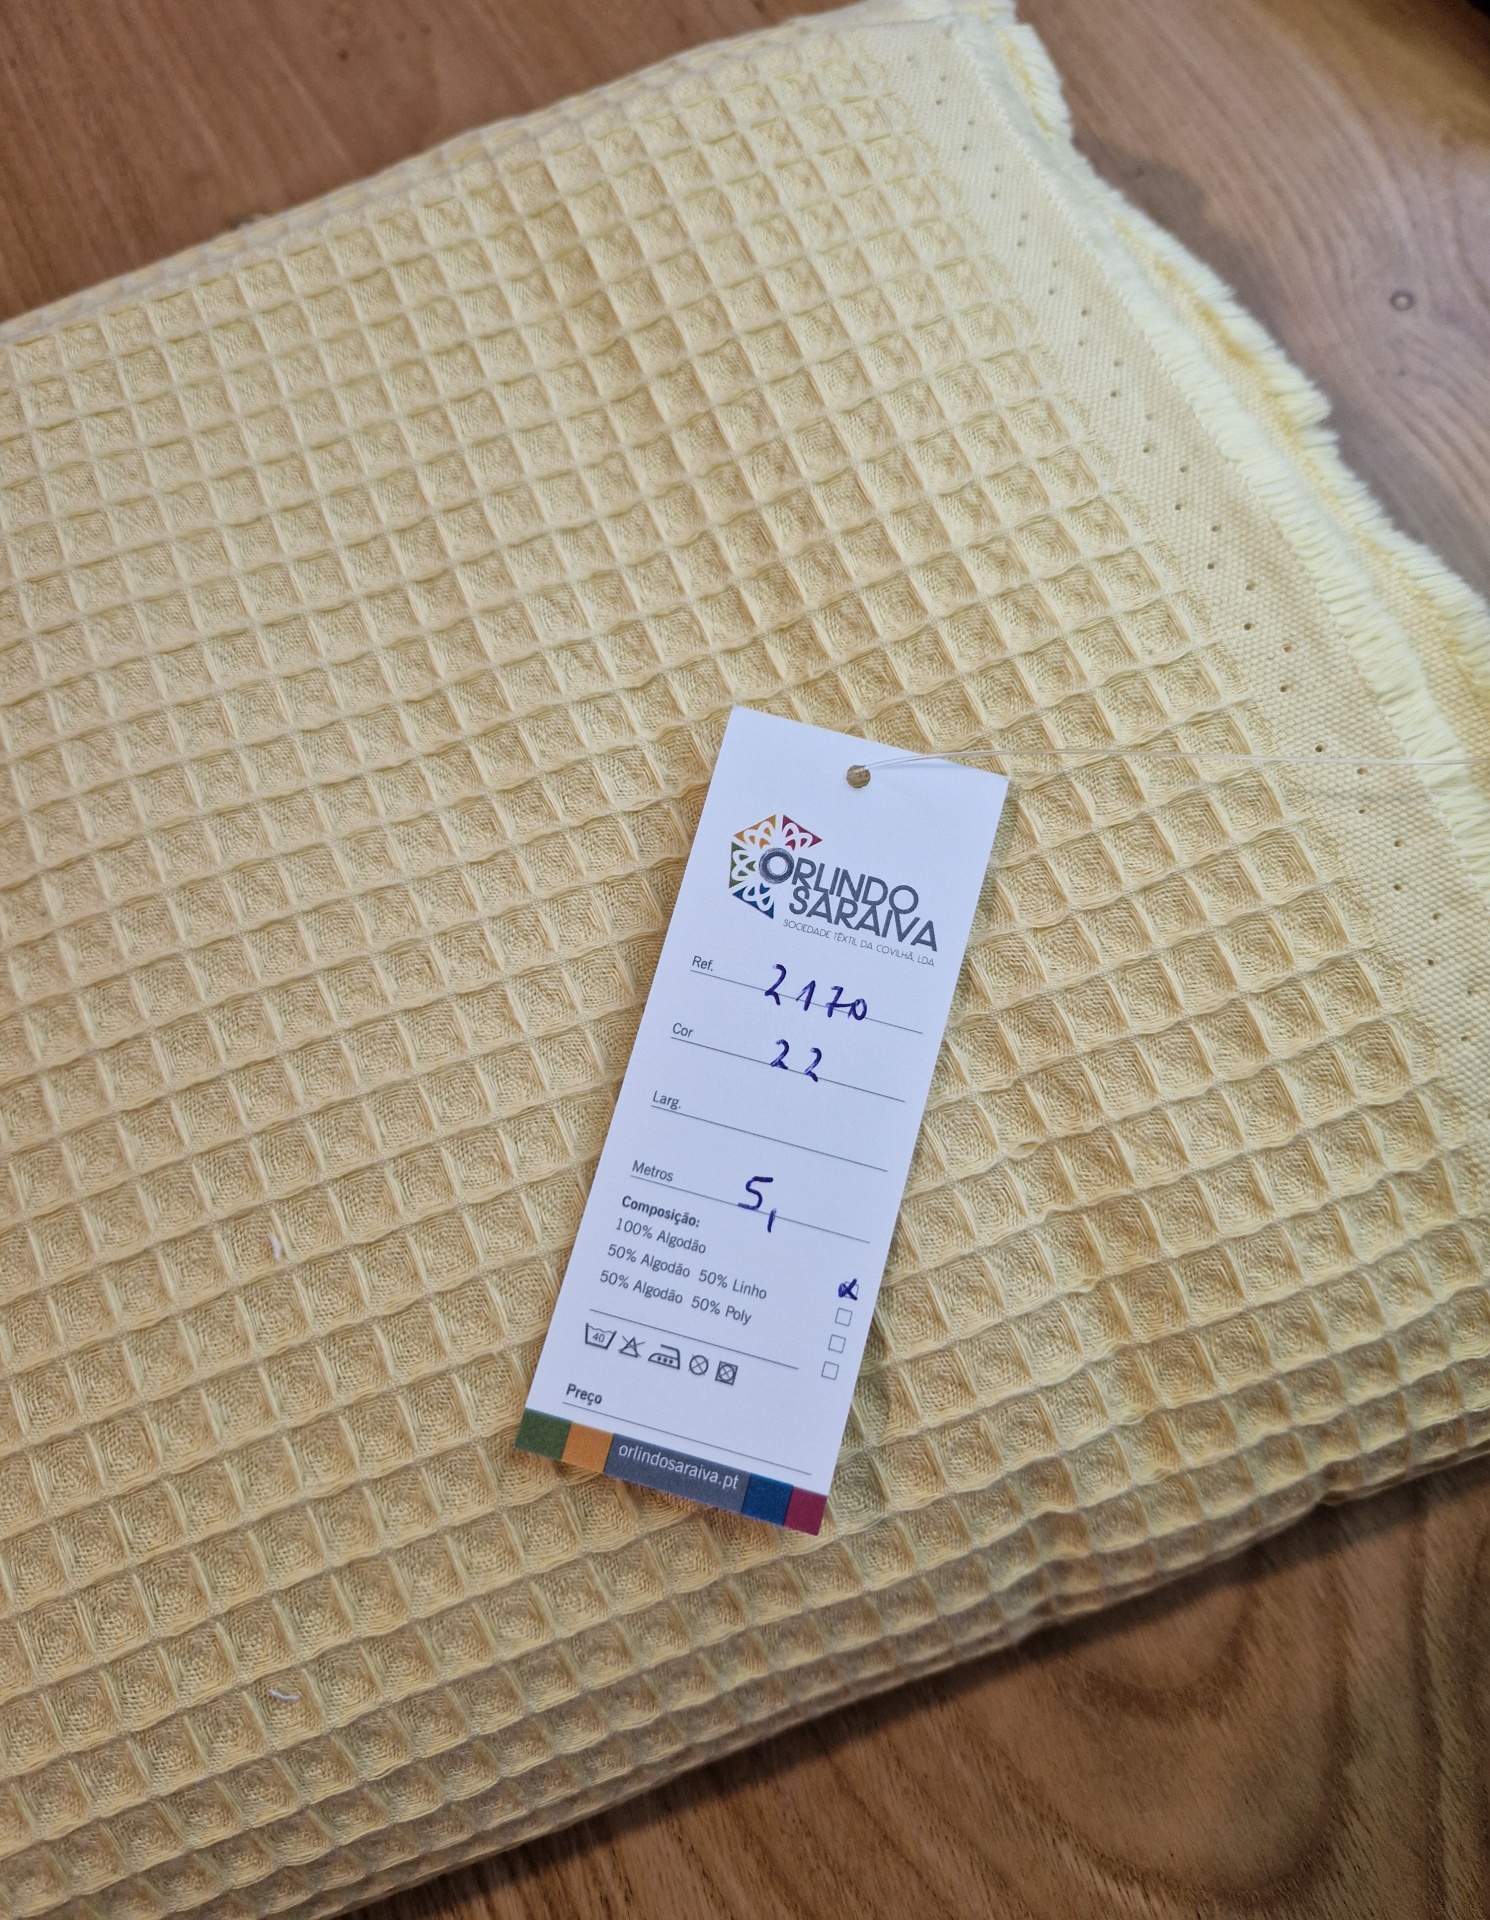 ORLINDO
SARAIVA
SOCIEDADE TÊXTIL DA COVILHÃ, LDA
Ref. 2170
Cor 22
Larg.
Metros 5,
Composição:
100% Algodão
50% Algodão 50% Linho
50% Algodão 50% Poly
40
Preço
orlindosaraiva.pt